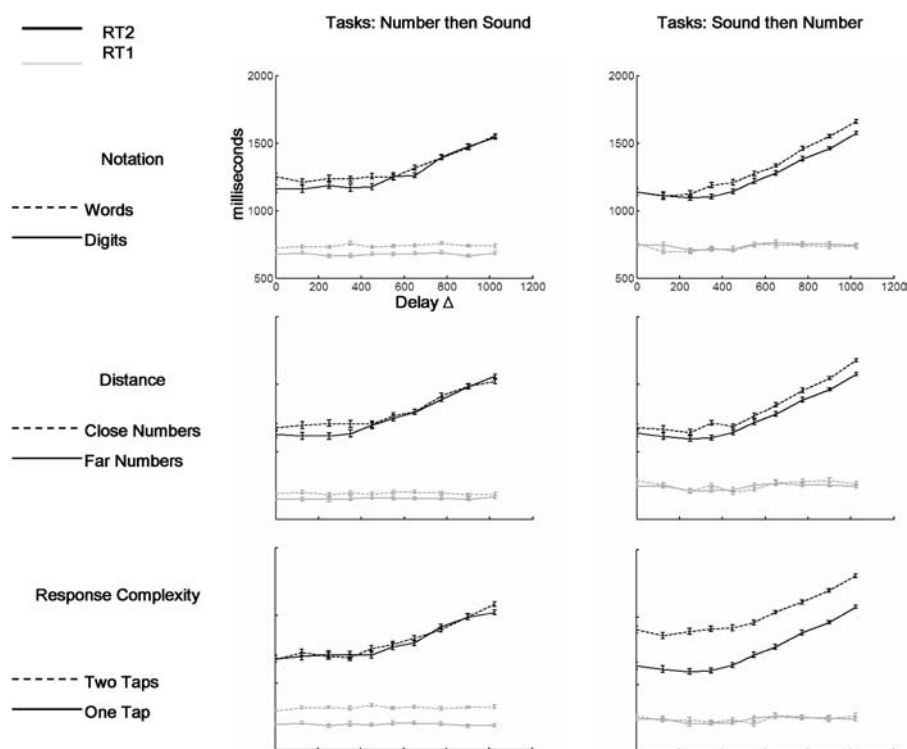 Tasks: Number then Sound
Tasks: Sound then Number
RT2
RT1
Notation
Words
Digits
milliseconds
2000
1500
1000
500
0 200 400 600 800 1000 1200
Delay Δ
2000
1500
1000
500
0 200 400 600 800 1000 1200
Distance
Close Numbers
Far Numbers
Response Complexity
Two Taps
One Tap